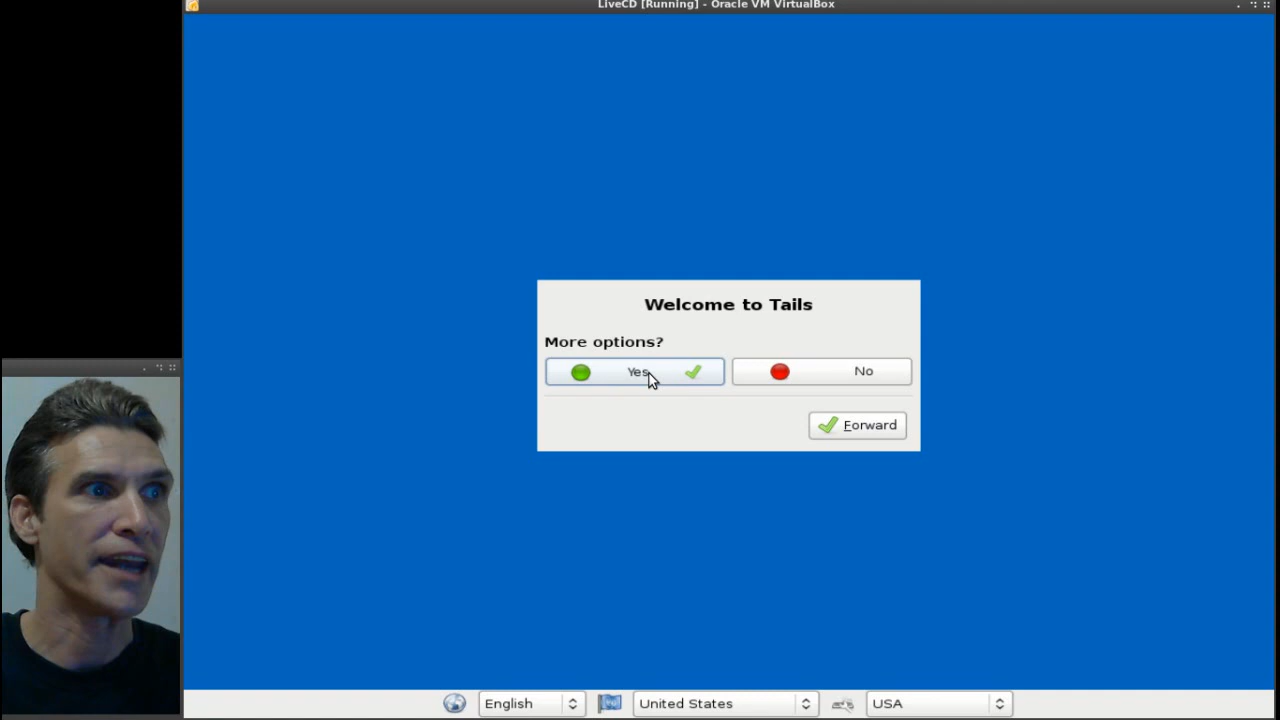 LiveCD [Running] - Oracle VM VirtualBox
Welcome to Tails
More options?
Yes No
Forward
English United States USA